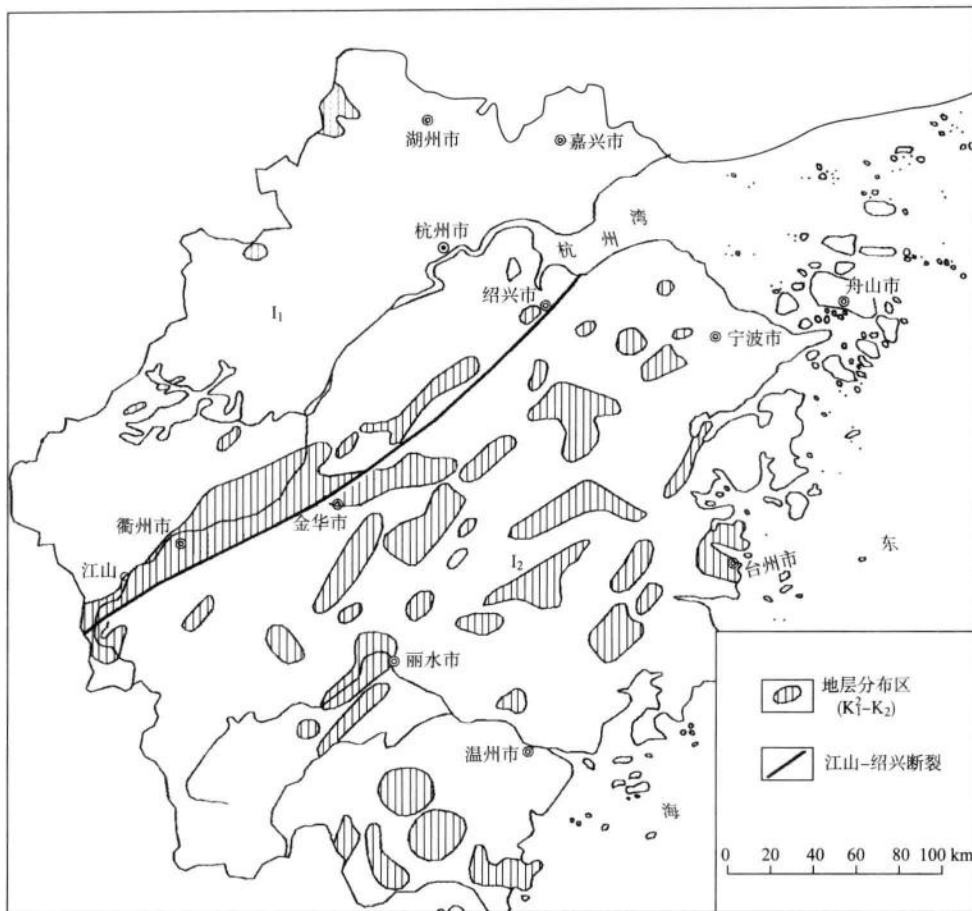 湖州市
嘉兴市
杭州市
杭州湾
绍兴市
舟山市
I₁
宁波市
衢州市
金华市
江山
I₂
台州市
东
丽水市
温州市
海
地层分布区
(K₁²-K₂)
江山-绍兴断裂
0 20 40 60 80 100 km